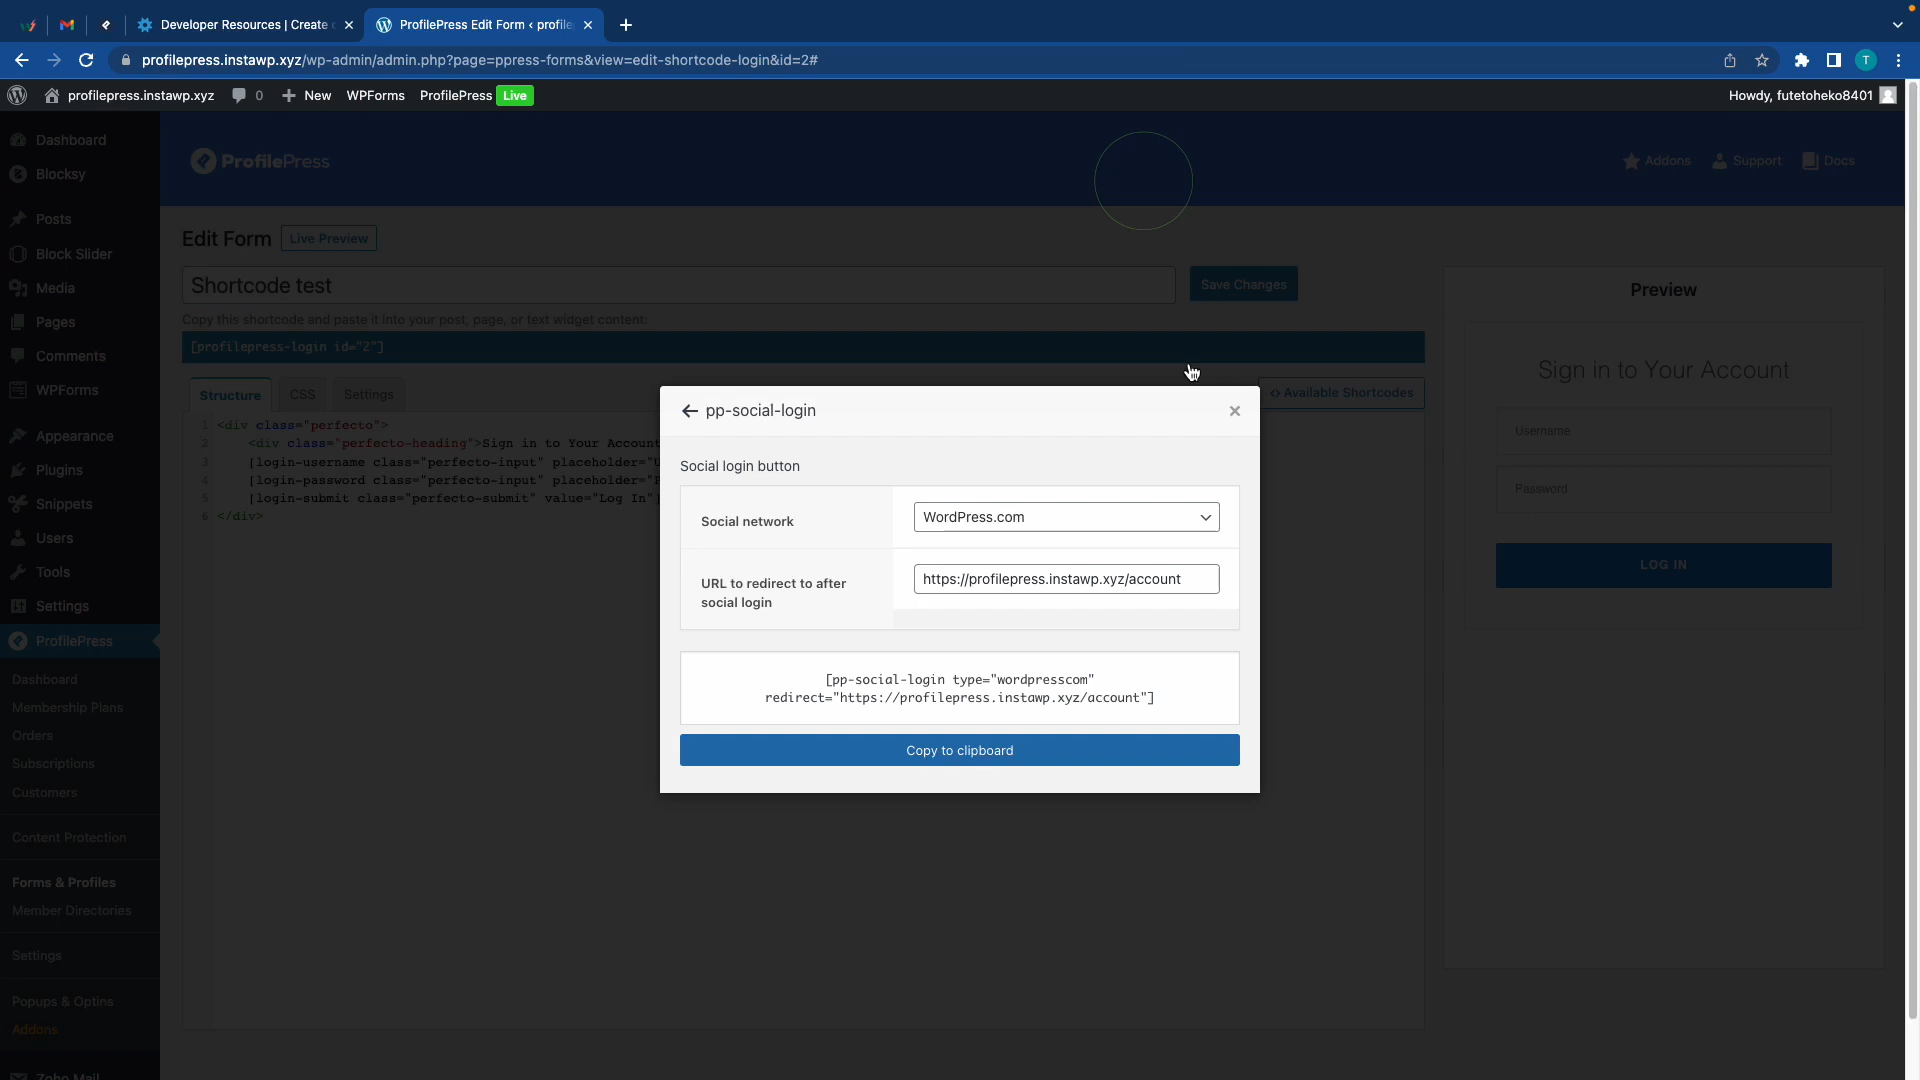 Developer Resources | Create
ProfilePress Edit Form ‹ profile
profilepress.instawp.xyz/wp-admin/admin.php?page=ppress-forms&view=edit-shortcode-login&id=2#
T
profilepress.instawp.xyz 0 New WPForms ProfilePress Live
Howdy, futetoheko8401
Dashboard
Blocksy
Posts
Block Slider
Media
Pages
Comments
WPForms
Appearance
Plugins
Snippets
Users
Tools
Settings
ProfilePress
Dashboard
Membership Plans
Orders
Subscriptions
Customers
Content Protection
Forms & Profiles
Member Directories
Settings
Popups & Optins
Addons
Zoho Mail
ProfilePress
Addons Support Docs
Edit Form Live Preview
Shortcode test
Save Changes
Copy this shortcode and paste it into your post, page, or text widget content:
[profilepress-login id="2"]
Structure CSS Settings
<> Available Shortcodes
1 <div class="perfecto">
2 <div class="perfecto-heading">Sign in to Your Account
3 [login-username class="perfecto-input" placeholder="U
4 [login-password class="perfecto-input" placeholder="P
5 [login-submit class="perfecto-submit" value="Log In"]
6 </div>
pp-social-login
Social login button
Social network
WordPress.com
URL to redirect to after
social login
https://profilepress.instawp.xyz/account
[pp-social-login type="wordpresscom"
redirect="https://profilepress.instawp.xyz/account"]
Copy to clipboard
Preview
Sign in to Your Account
Username
Password
LOG IN